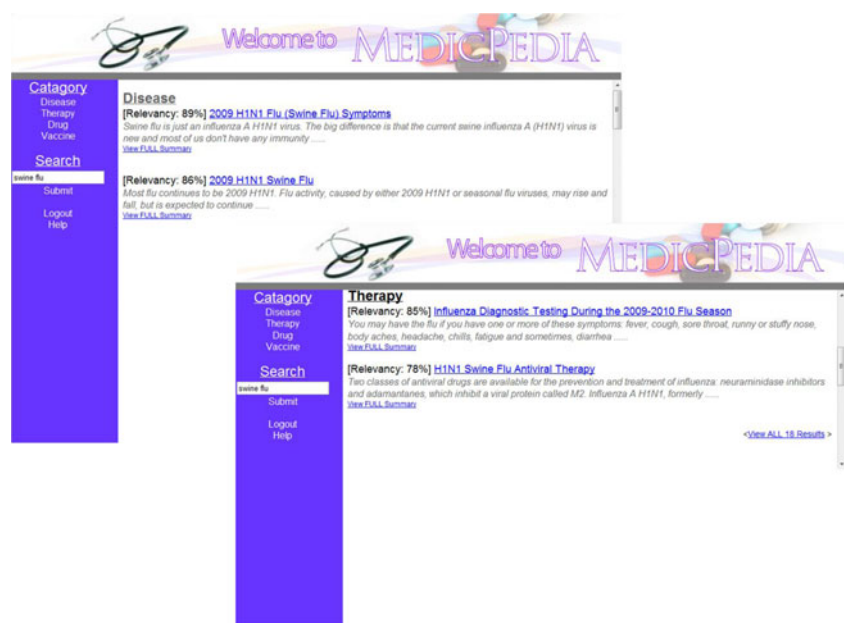 Welcome to MEDICPEDIA
Catagory
Disease
Therapy
Drug
Vaccine
Search
swine flu
Submit
Logout
Help
Disease
[Relevancy: 89%] 2009 H1N1 Flu (Swine Flu) Symptoms
Swine flu is just an influenza A H1N1 virus. The big difference is that the current swine influenza A (H1N1) virus is
new and most of us don't have any immunity ......
View FULL Summary
[Relevancy: 86%] 2009 H1N1 Swine Flu
Most flu continues to be 2009 H1N1. Flu activity, caused by either 2009 H1N1 or seasonal flu viruses, may rise and
fall, but is expected to continue ......
View FULL Summary
Welcome to MEDICPEDIA
Catagory
Disease
Therapy
Drug
Vaccine
Search
swine flu
Submit
Logout
Help
Therapy
[Relevancy: 85%] Influenza Diagnostic Testing During the 2009-2010 Flu Season
You may have the flu if you have one or more of these symptoms: fever, cough, sore throat, runny or stuffy nose,
body aches, headache, chills, fatigue and sometimes, diarrhea ......
View FULL Summary
[Relevancy: 78%] H1N1 Swine Flu Antiviral Therapy
Two classes of antiviral drugs are available for the prevention and treatment of influenza: neuraminidase inhibitors
and adamantanes, which inhibit a viral protein called M2. Influenza A H1N1, formerly ......
View FULL Summary
<View ALL 18 Results >